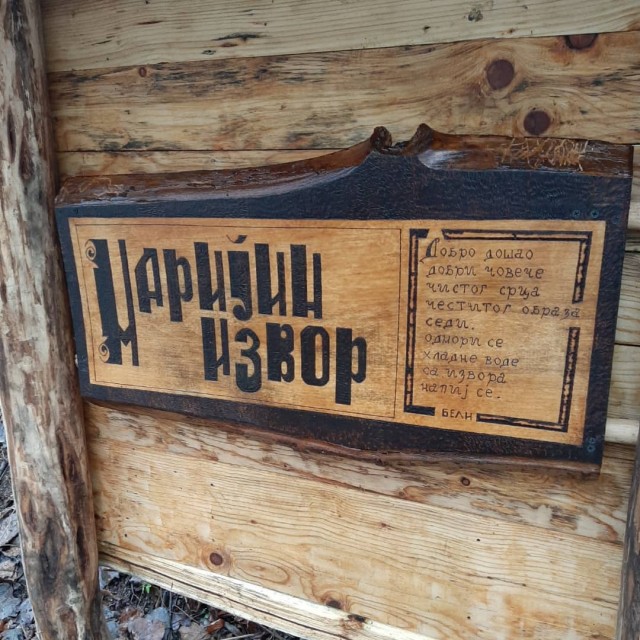 Маријин
извор
Добро дошао
добри човече
чистог срца
честитог образа
седи.
одмори се
хладне воде
са извора
напиј се.
БЕЛИ